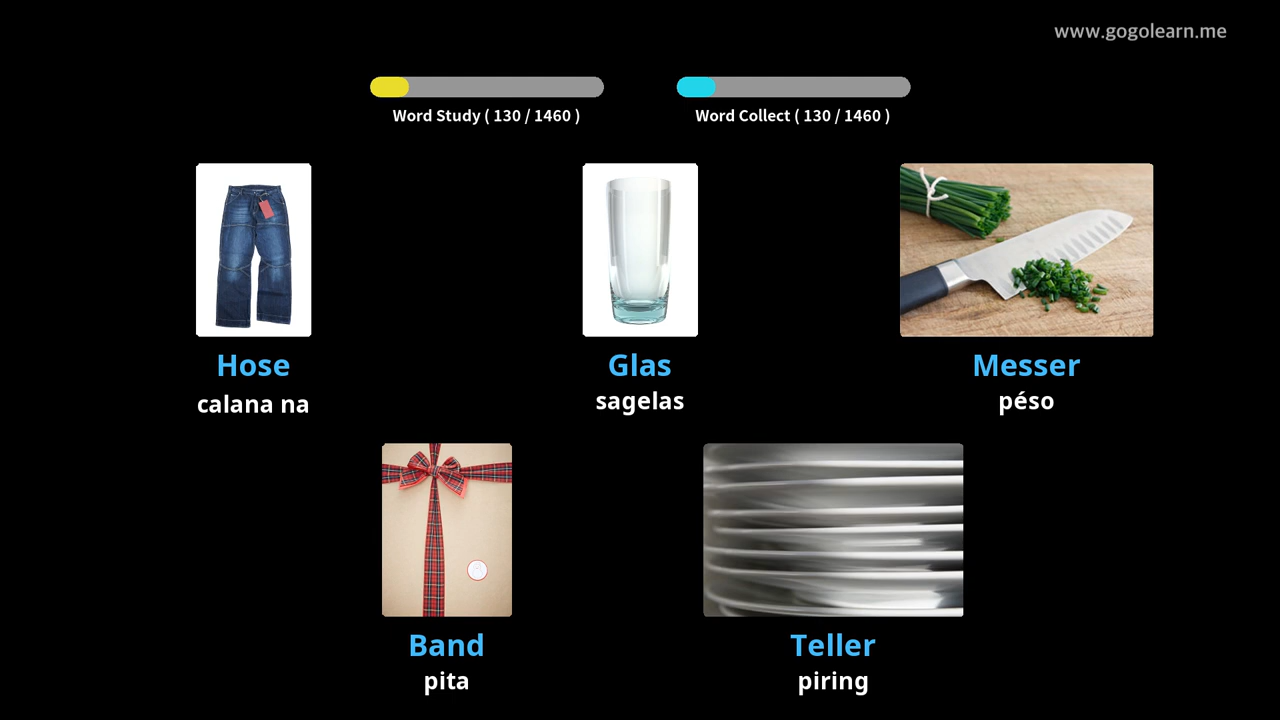 www.gogolearn.me
Word Study ( 130 / 1460 )
Word Collect ( 130 / 1460 )
Hose
calana na
Glas
sagelas
Messer
péso
Band
pita
Teller
piring